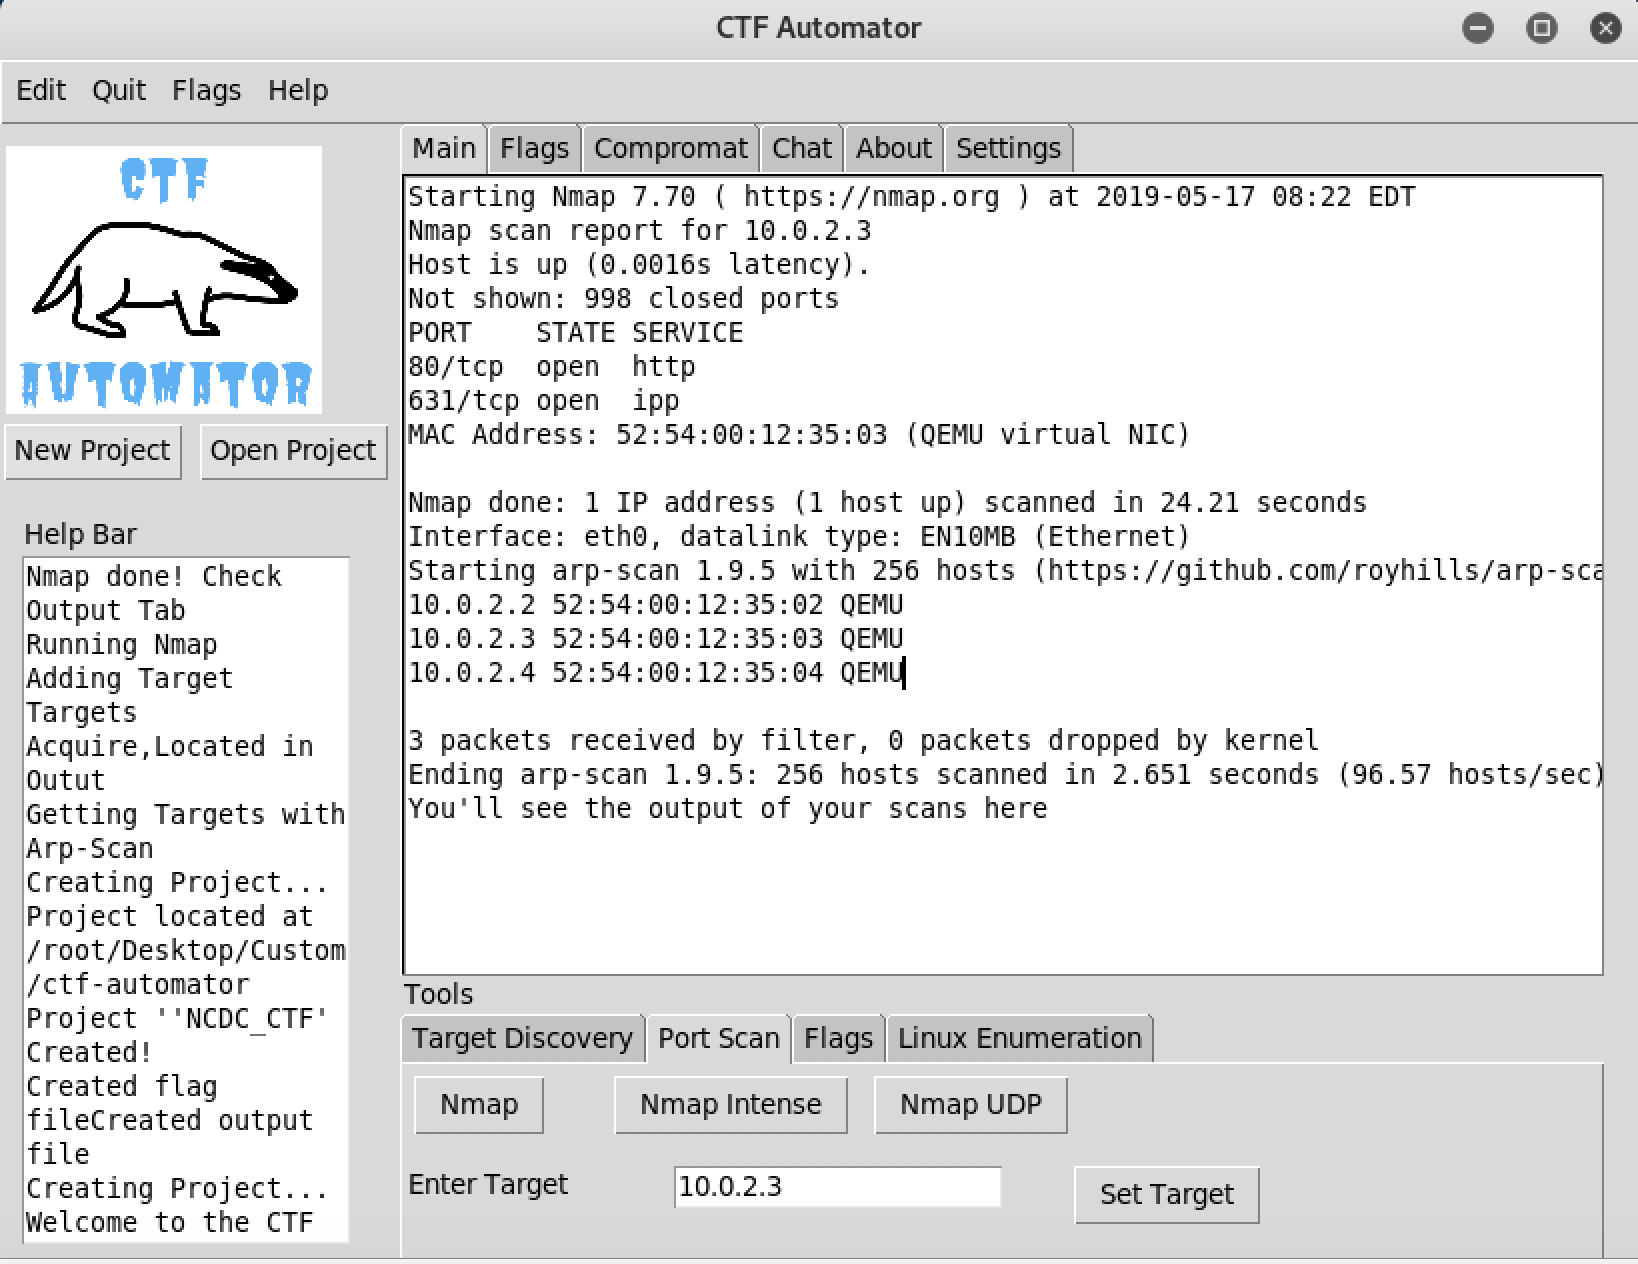 CTF Automator
Edit Quit Flags Help
CTF
AUTOMATOR
New Project Open Project
Help Bar
Nmap done! Check
Output Tab
Running Nmap
Adding Target
Targets
Acquire,Located in
Outut
Getting Targets with
Arp-Scan
Creating Project...
Project located at
/root/Desktop/Custom
/ctf-automator
Project ''NCDC_CTF'
Created!
Created flag
fileCreated output
file
Creating Project...
Welcome to the CTF
Main Flags Compromat Chat About Settings
Starting Nmap 7.70 ( https://nmap.org ) at 2019-05-17 08:22 EDT
Nmap scan report for 10.0.2.3
Host is up (0.0016s latency).
Not shown: 998 closed ports
PORT    STATE SERVICE
80/tcp  open  http
631/tcp open  ipp
MAC Address: 52:54:00:12:35:03 (QEMU virtual NIC)
Nmap done: 1 IP address (1 host up) scanned in 24.21 seconds
Interface: eth0, datalink type: EN10MB (Ethernet)
Starting arp-scan 1.9.5 with 256 hosts (https://github.com/royhills/arp-sca
10.0.2.2 52:54:00:12:35:02 QEMU
10.0.2.3 52:54:00:12:35:03 QEMU
10.0.2.4 52:54:00:12:35:04 QEMU
3 packets received by filter, 0 packets dropped by kernel
Ending arp-scan 1.9.5: 256 hosts scanned in 2.651 seconds (96.57 hosts/sec)
You'll see the output of your scans here
Tools
Target Discovery Port Scan Flags Linux Enumeration
Nmap Nmap Intense Nmap UDP
Enter Target 10.0.2.3 Set Target